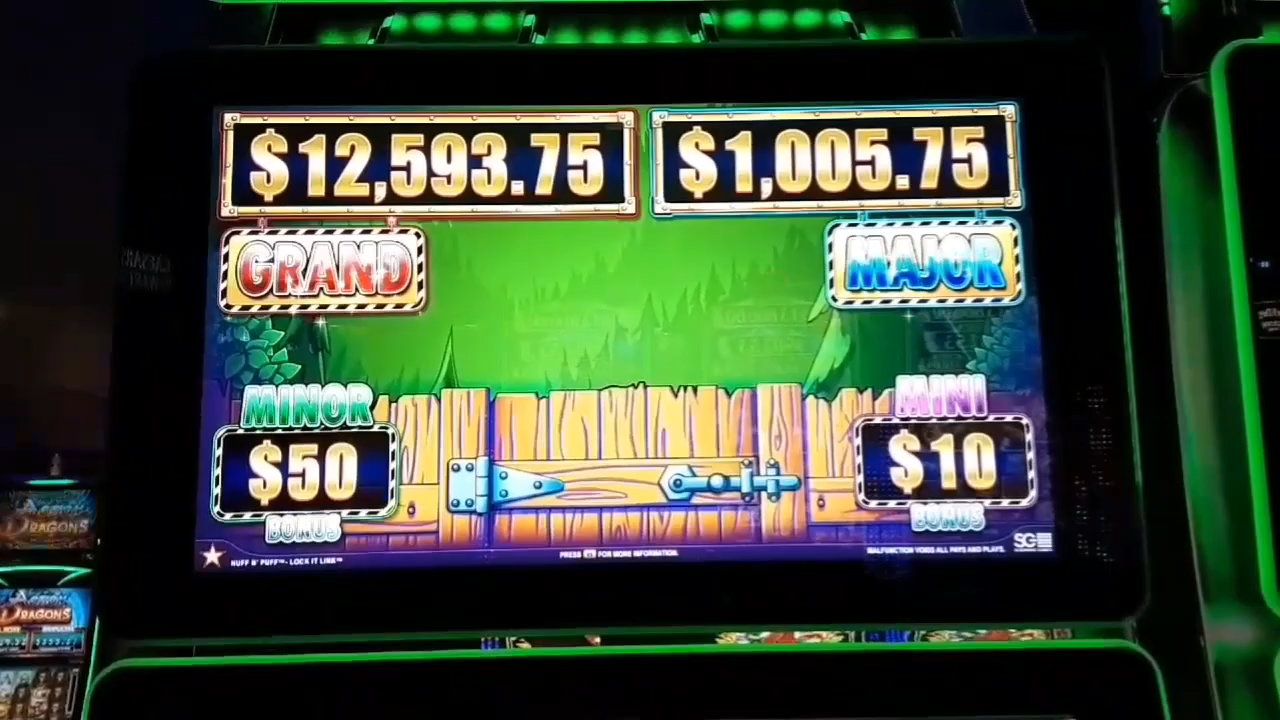 $12,593.75
$1,005.75
GRAND
MAJOR
MINOR
$50
BONUS
MINI
$10
BONUS
HUFF N' PUFF™ - LOCK IT LINK™
PRESS FOR MORE INFORMATION.
MALFUNCTION VOIDS ALL PAYS AND PLAYS.
SG
DRAGONS
DRAGONS